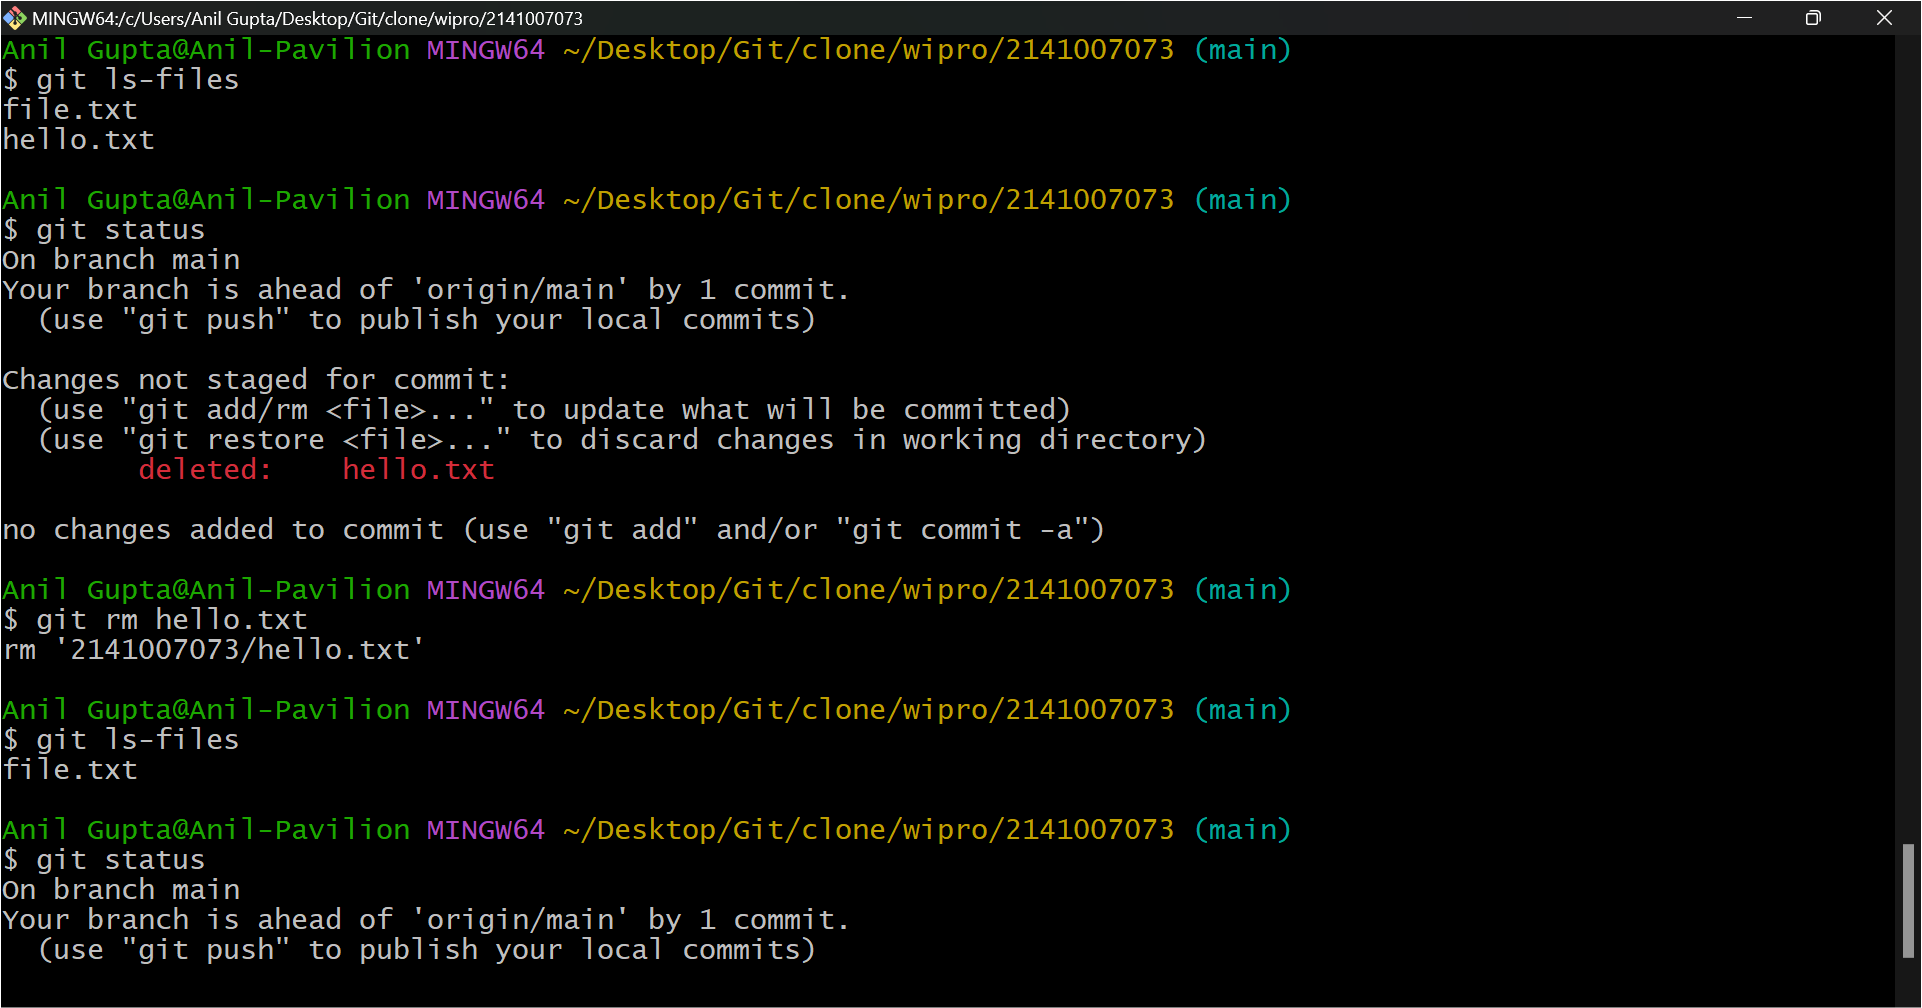 MINGW64:/c/Users/Anil Gupta/Desktop/Git/clone/wipro/2141007073
Anil Gupta@Anil-Pavilion MINGW64 ~/Desktop/Git/clone/wipro/2141007073 (main)
$ git ls-files
file.txt
hello.txt
Anil Gupta@Anil-Pavilion MINGW64 ~/Desktop/Git/clone/wipro/2141007073 (main)
$ git status
On branch main
Your branch is ahead of 'origin/main' by 1 commit.
  (use "git push" to publish your local commits)
Changes not staged for commit:
  (use "git add/rm <file>..." to update what will be committed)
  (use "git restore <file>..." to discard changes in working directory)
        deleted:    hello.txt
no changes added to commit (use "git add" and/or "git commit -a")
Anil Gupta@Anil-Pavilion MINGW64 ~/Desktop/Git/clone/wipro/2141007073 (main)
$ git rm hello.txt
rm '2141007073/hello.txt'
Anil Gupta@Anil-Pavilion MINGW64 ~/Desktop/Git/clone/wipro/2141007073 (main)
$ git ls-files
file.txt
Anil Gupta@Anil-Pavilion MINGW64 ~/Desktop/Git/clone/wipro/2141007073 (main)
$ git status
On branch main
Your branch is ahead of 'origin/main' by 1 commit.
  (use "git push" to publish your local commits)